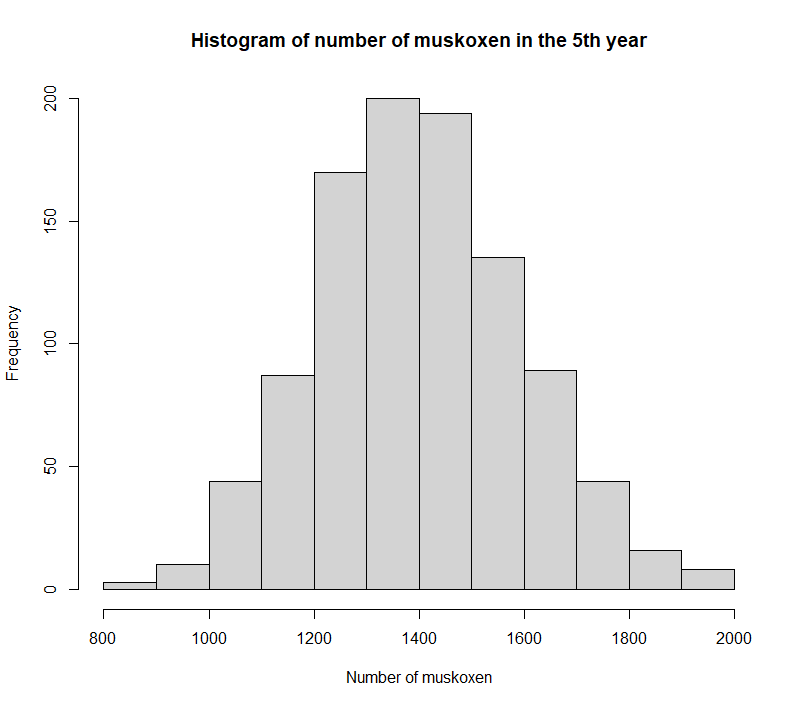 Histogram of number of muskoxen in the 5th year
Frequency
200
150
100
50
0
800 1000 1200 1400 1600 1800 2000
Number of muskoxen